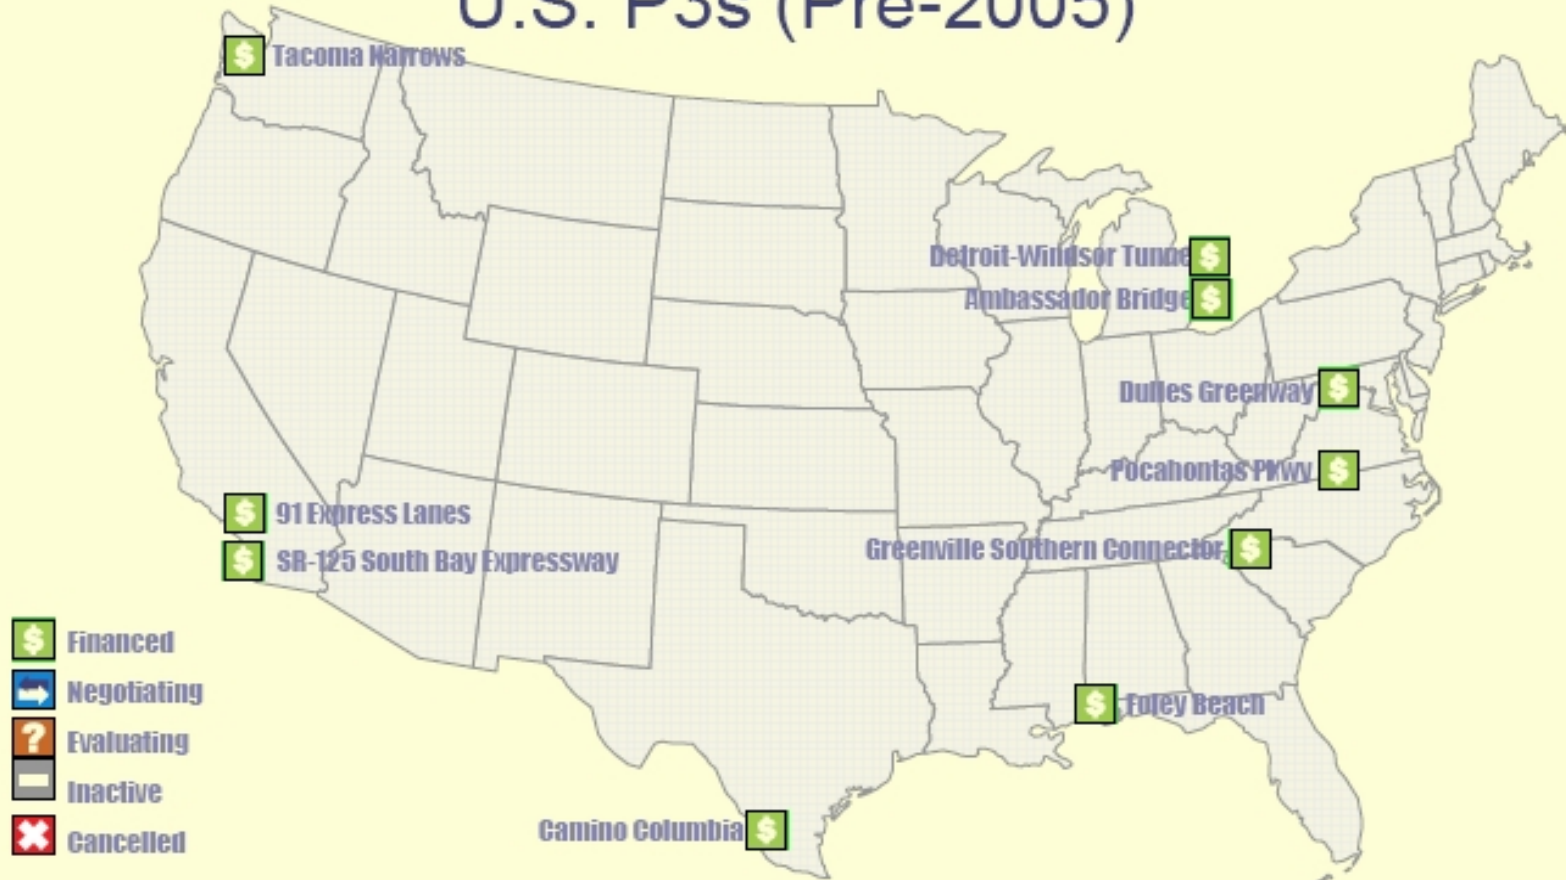 U.S. P3s (Pre-2005)
Tacoma Narrows
Detroit-Windsor Tunne
Ambassador Bridge
Dulles Greenway
Pocahontas Pkwy
91 Express Lanes
Greenville Southern Connector
SR-125 South Bay Expressway
$ Financed
Negotiating
Foley Beach
? Evaluating
Inactive
Camino Columbia
Cancelled